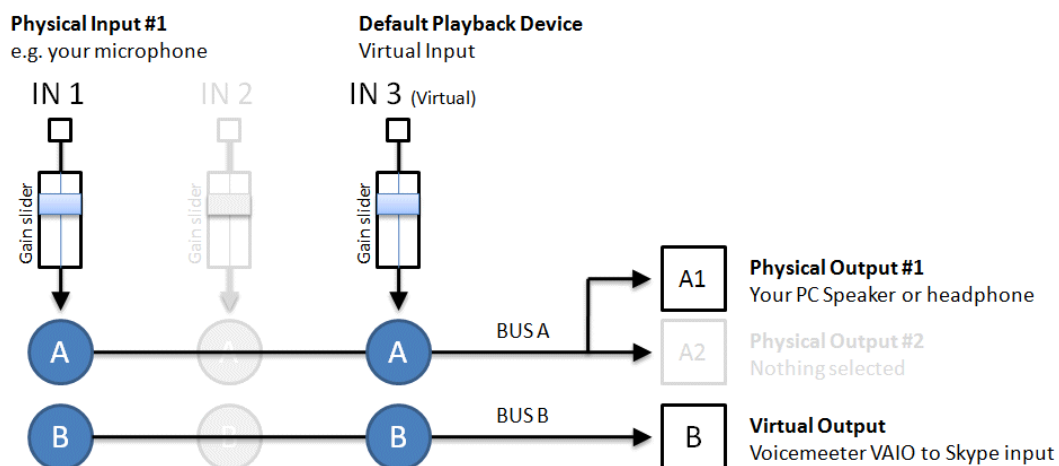 Physical Input #1
e.g. your microphone
Default Playback Device
Virtual Input
IN 1
IN 2
IN 3 (Virtual)
Gain slider
Gain slider
Gain slider
A1
Physical Output #1
Your PC Speaker or headphone
A
A
A
BUS A
A2
Physical Output #2
Nothing selected
B
B
B
BUS B
B
Virtual Output
Voicemeeter VAIO to Skype input